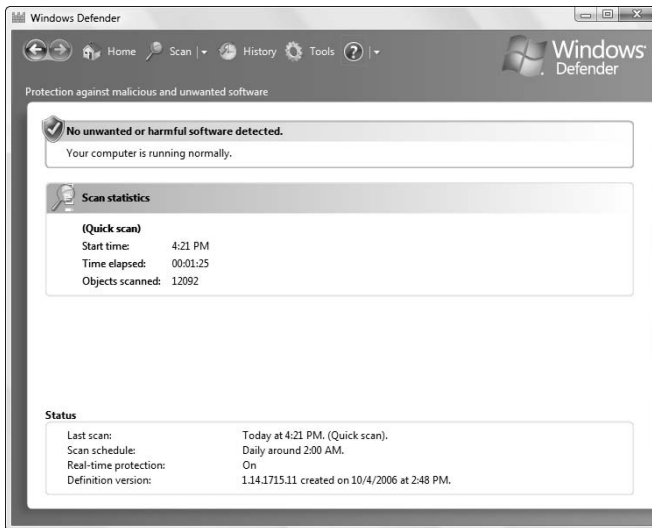 Windows Defender
Home Scan History Tools ?
Windows
Defender
Protection against malicious and unwanted software
No unwanted or harmful software detected.
Your computer is running normally.
Scan statistics
(Quick scan)
Start time: 4:21 PM
Time elapsed: 00:01:25
Objects scanned: 12092
Status
Last scan: Today at 4:21 PM. (Quick scan).
Scan schedule: Daily around 2:00 AM.
Real-time protection: On
Definition version: 1.14.1715.11 created on 10/4/2006 at 2:48 PM.